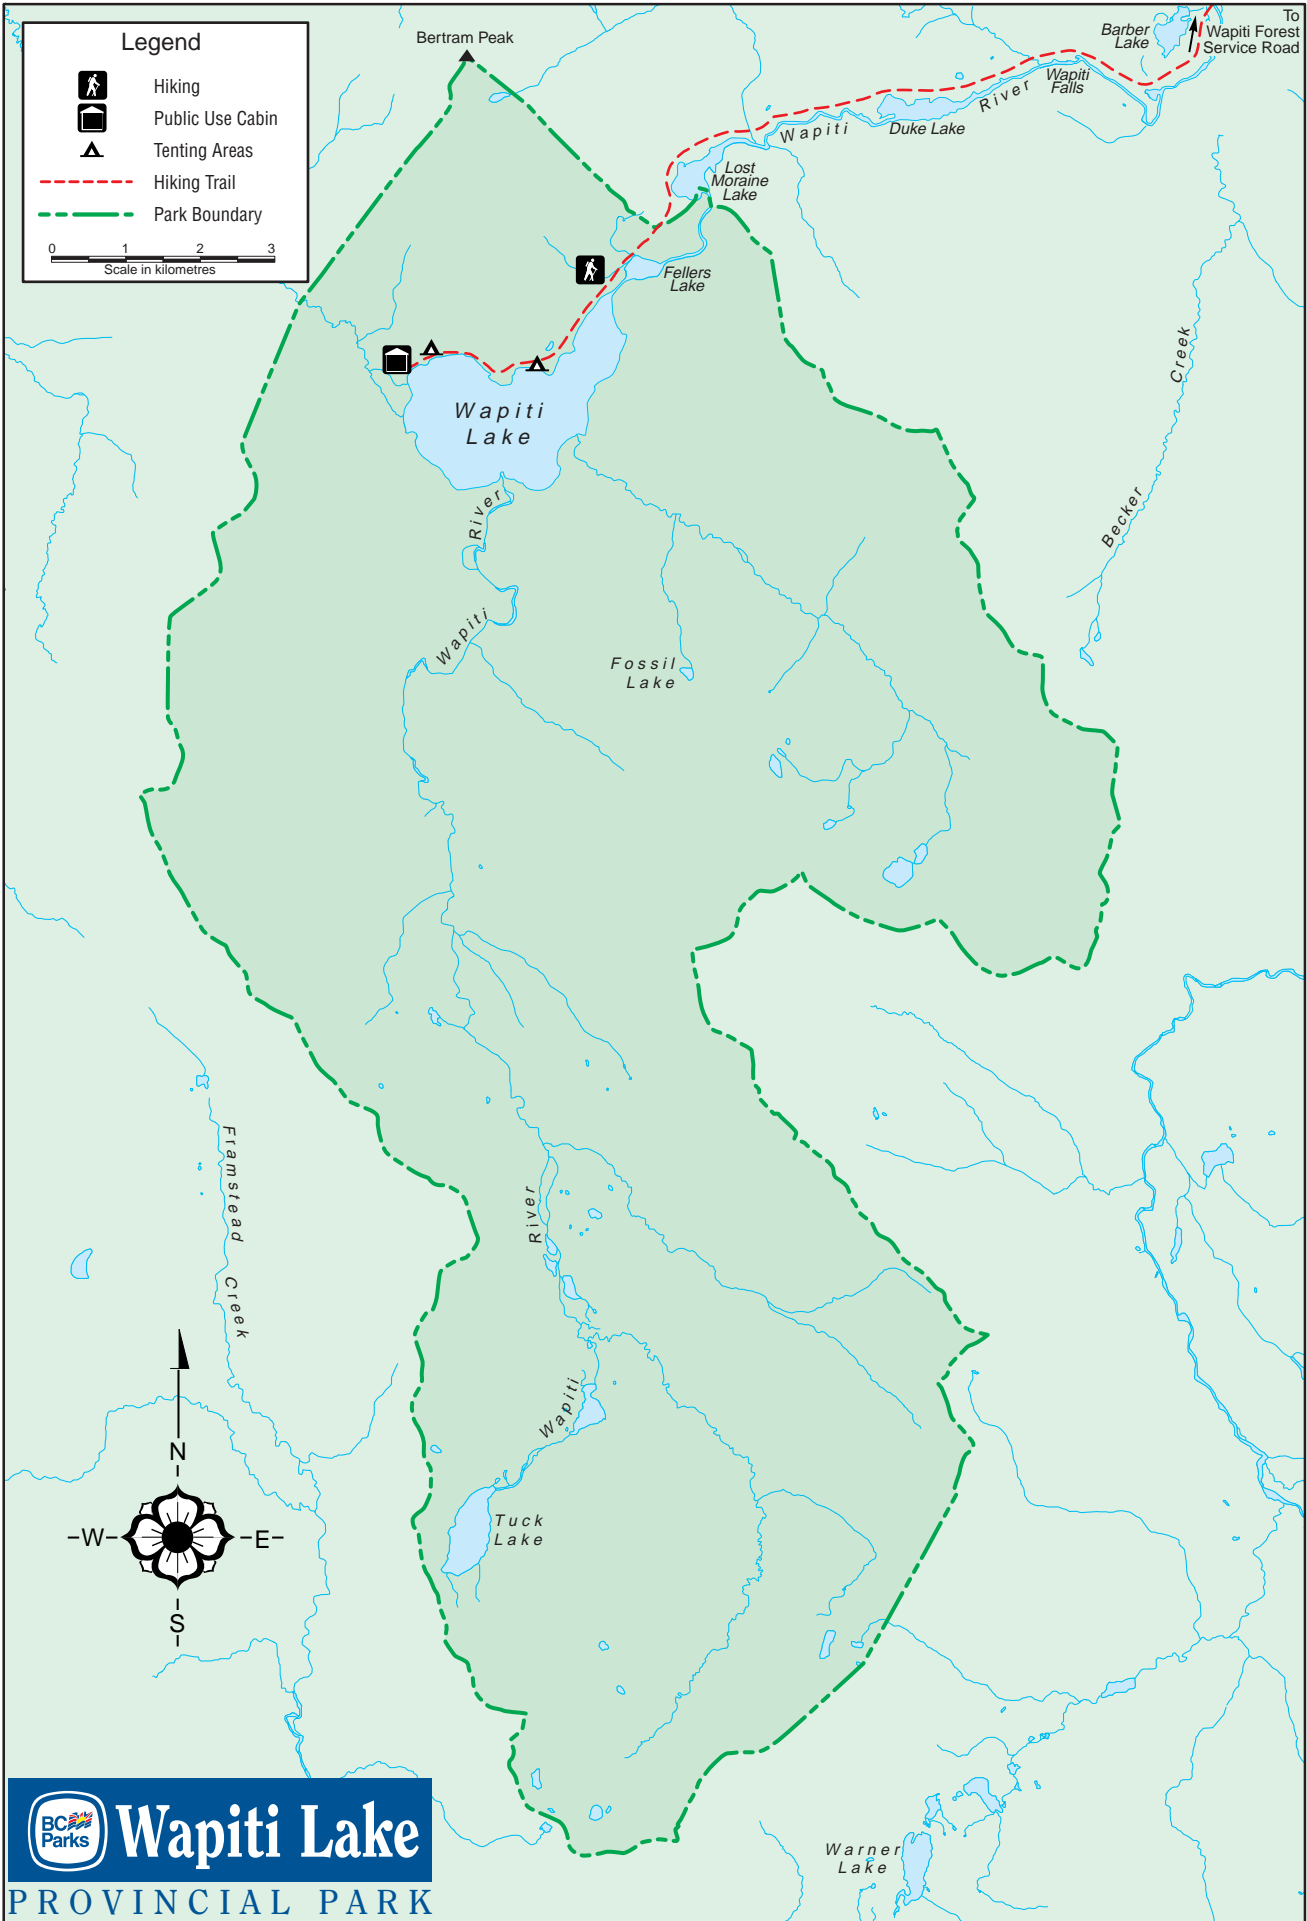 Legend
Hiking
Public Use Cabin
Tenting Areas
Hiking Trail
Park Boundary
0 1 2 3
Scale in kilometres
Bertram Peak
Barber
Lake
To
Wapiti Forest
Service Road
Wapiti
Falls
Wapiti River
Duke Lake
Lost
Moraine
Lake
Fellers
Lake
Wapiti
Lake
Becker Creek
Wapiti River
Fossil
Lake
Framstead Creek
Wapiti River
Tuck
Lake
N
W
E
S
Warner
Lake
BC
Parks
Wapiti Lake
PROVINCIAL PARK